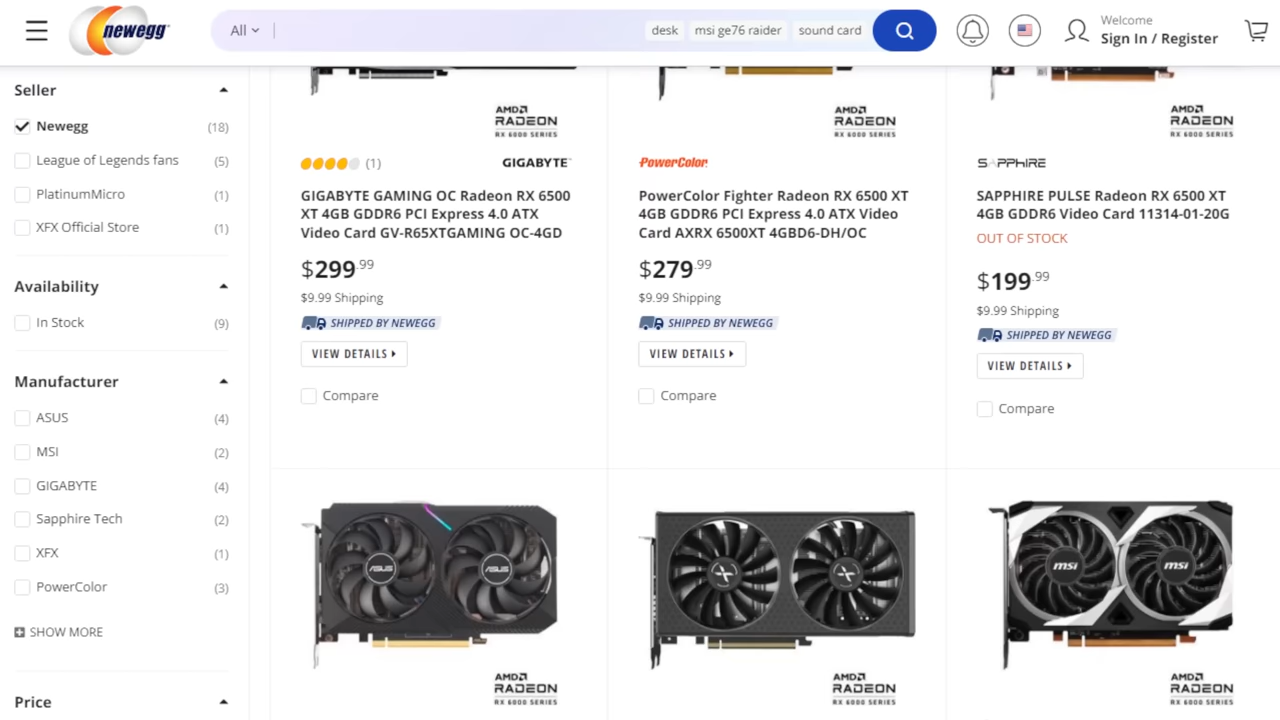 newegg
All
desk
msi ge76 raider
sound card
Welcome
Sign In / Register
Seller
Newegg (18)
League of Legends fans (5)
PlatinumMicro (1)
XFX Official Store (1)
Availability
In Stock (9)
Manufacturer
ASUS (4)
MSI (2)
GIGABYTE (4)
Sapphire Tech (2)
XFX (1)
PowerColor (3)
SHOW MORE
Price
AMD
RADEON
RX 6000 SERIES
(1)
GIGABYTE
GIGABYTE GAMING OC Radeon RX 6500
XT 4GB GDDR6 PCI Express 4.0 ATX
Video Card GV-R65XTGAMING OC-4GD
$299.99
$9.99 Shipping
SHIPPED BY NEWEGG
VIEW DETAILS
Compare
AMD
RADEON
RX 6000 SERIES
PowerColor
PowerColor Fighter Radeon RX 6500 XT
4GB GDDR6 PCI Express 4.0 ATX Video
Card AXRX 6500XT 4GBD6-DH/OC
$279.99
$9.99 Shipping
SHIPPED BY NEWEGG
VIEW DETAILS
Compare
AMD
RADEON
RX 6000 SERIES
SAPPHIRE
SAPPHIRE PULSE Radeon RX 6500 XT
4GB GDDR6 Video Card 11314-01-20G
OUT OF STOCK
$199.99
$9.99 Shipping
SHIPPED BY NEWEGG
VIEW DETAILS
Compare
ASUS
ASUS
AMD
RADEON
RX 6000 SERIES
AMD
RADEON
RX 6000 SERIES
msi
msi
AMD
RADEON
RX 6000 SERIES